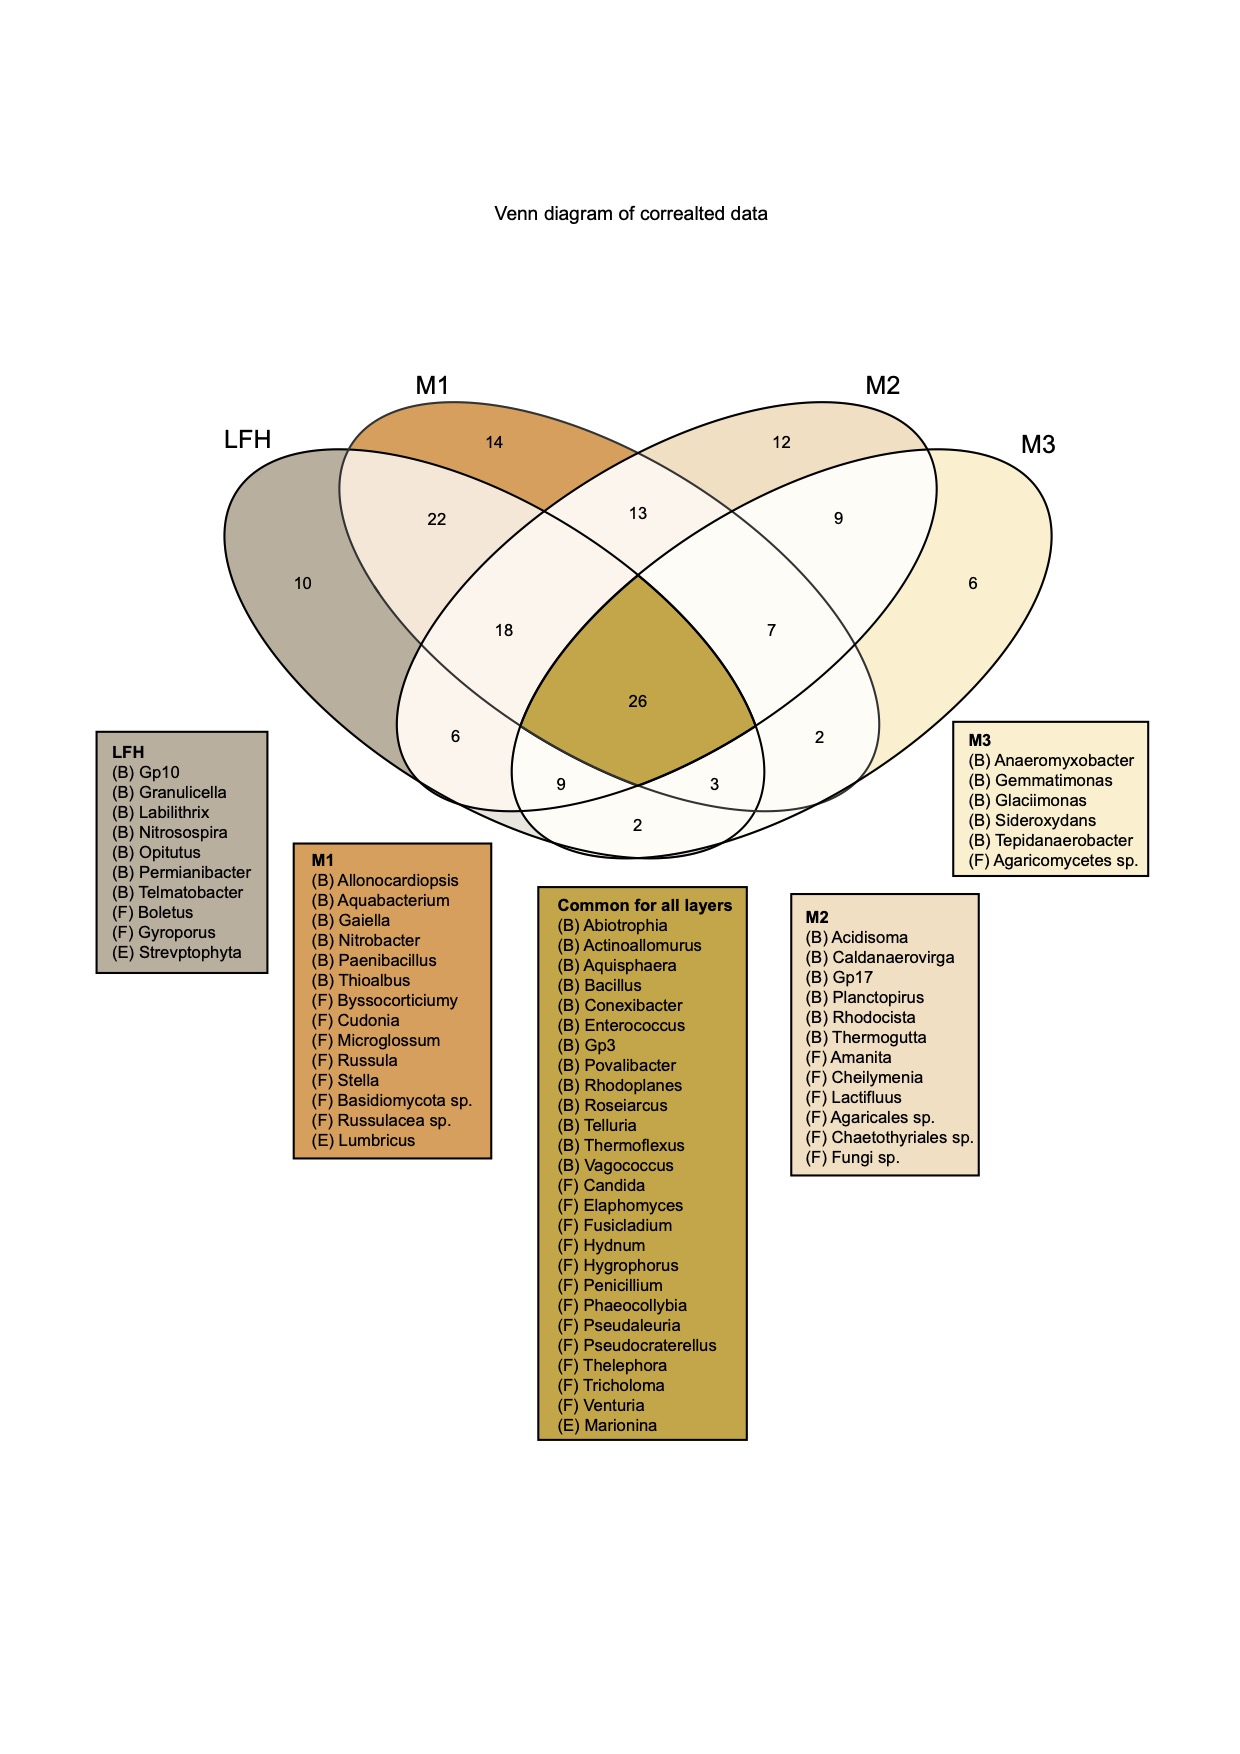 Venn diagram of correalted data
M1
M2
LFH
M3
14
12
22
13
9
10
6
18
7
26
6
2
9
3
2
LFH
(B) Gp10
(B) Granulicella
(B) Labilithrix
(B) Nitrosospira
(B) Opitutus
(B) Permianibacter
(B) Telmatobacter
(F) Boletus
(F) Gyroporus
(E) Strevptophyta
M1
(B) Allonocardiopsis
(B) Aquabacterium
(B) Gaiella
(B) Nitrobacter
(B) Paenibacillus
(B) Thioalbus
(F) Byssocorticiumy
(F) Cudonia
(F) Microglossum
(F) Russula
(F) Stella
(F) Basidiomycota sp.
(F) Russulacea sp.
(E) Lumbricus
Common for all layers
(B) Abiotrophia
(B) Actinoallomurus
(B) Aquisphaera
(B) Bacillus
(B) Conexibacter
(B) Enterococcus
(B) Gp3
(B) Povalibacter
(B) Rhodoplanes
(B) Roseiarcus
(B) Telluria
(B) Thermoflexus
(B) Vagococcus
(F) Candida
(F) Elaphomyces
(F) Fusicladium
(F) Hydnum
(F) Hygrophorus
(F) Penicillium
(F) Phaeocollybia
(F) Pseudaleuria
(F) Pseudocraterellus
(F) Thelephora
(F) Tricholoma
(F) Venturia
(E) Marionina
M2
(B) Acidisoma
(B) Caldanaerovirga
(B) Gp17
(B) Planctopirus
(B) Rhodocista
(B) Thermogutta
(F) Amanita
(F) Cheilymenia
(F) Lactifluus
(F) Agaricales sp.
(F) Chaetothyriales sp.
(F) Fungi sp.
M3
(B) Anaeromyxobacter
(B) Gemmatimonas
(B) Glaciimonas
(B) Sideroxydans
(B) Tepidanaerobacter
(F) Agaricomycetes sp.